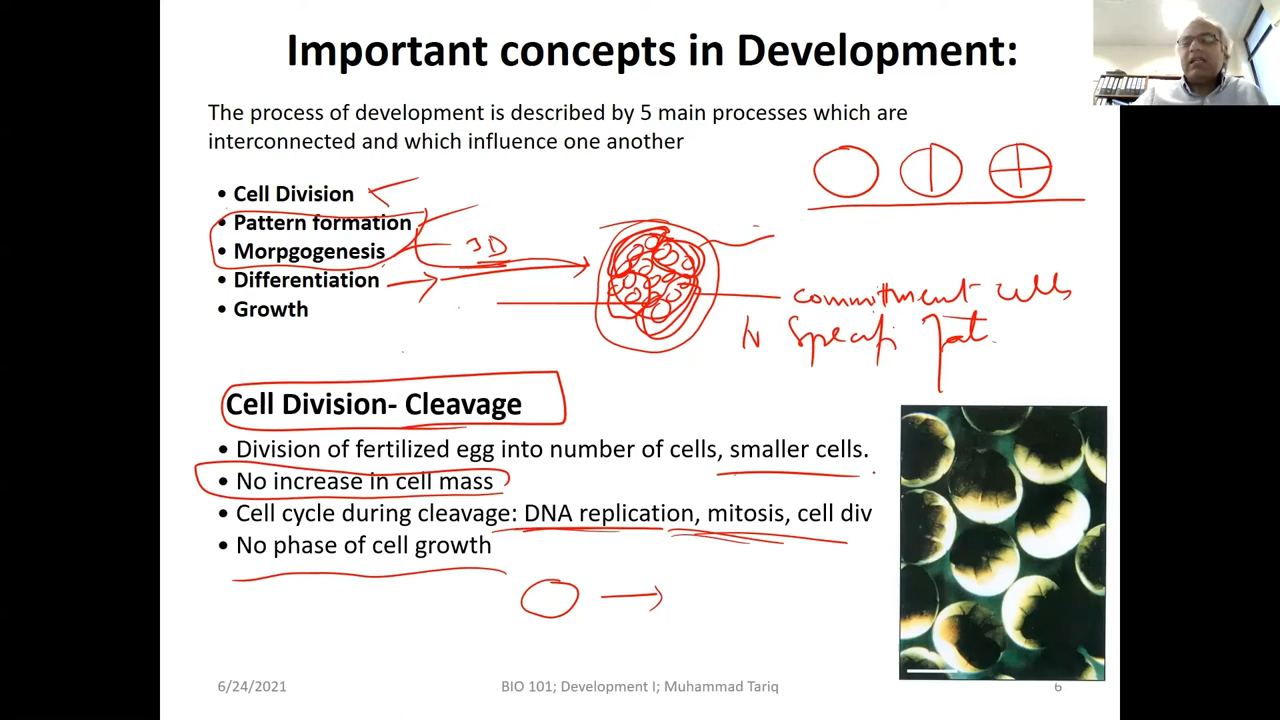 Important concepts in Development:
The process of development is described by 5 main processes which are
interconnected and which influence one another
• Cell Division
• Pattern formation
• Morpgogenesis
• Differentiation
• Growth
3D
commitment cells
specific
Cell Division- Cleavage
• Division of fertilized egg into number of cells, smaller cells.
• No increase in cell mass
• Cell cycle during cleavage: DNA replication, mitosis, cell div
• No phase of cell growth
6/24/2021
BIO 101; Development I; Muhammad Tariq
6